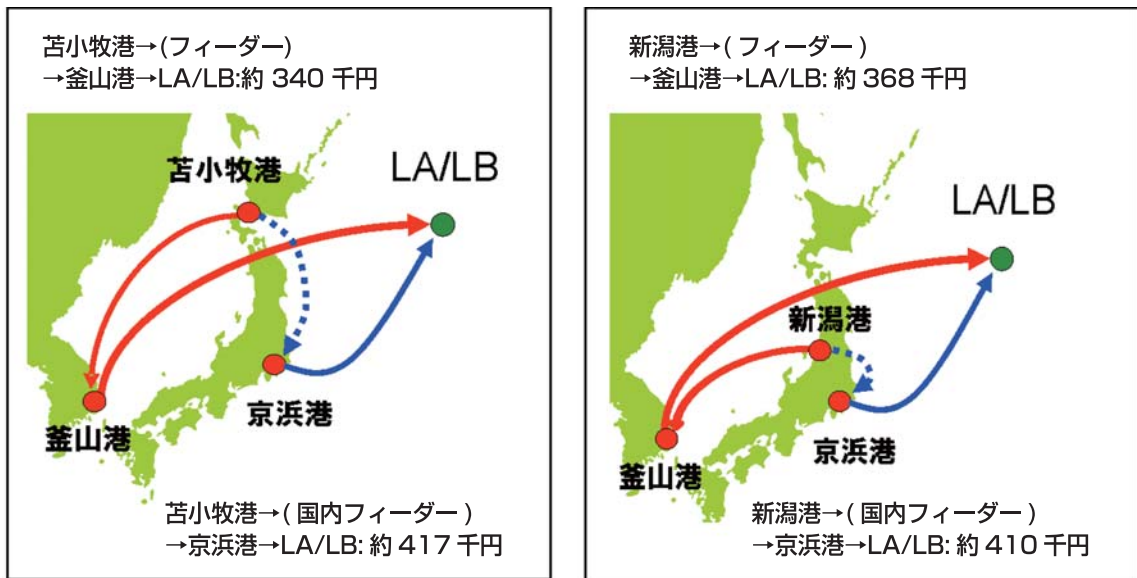 苫小牧港→(フィーダー)
→釜山港→LA/LB:約 340 千円
苫小牧港
LA/LB
京浜港
釜山港
苫小牧港→( 国内フィーダー )
→京浜港→LA/LB: 約 417 千円
新潟港→( フィーダー )
→釜山港→LA/LB: 約 368 千円
LA/LB
新潟港
京浜港
釜山港
新潟港→( 国内フィーダー )
→京浜港→LA/LB: 約 410 千円